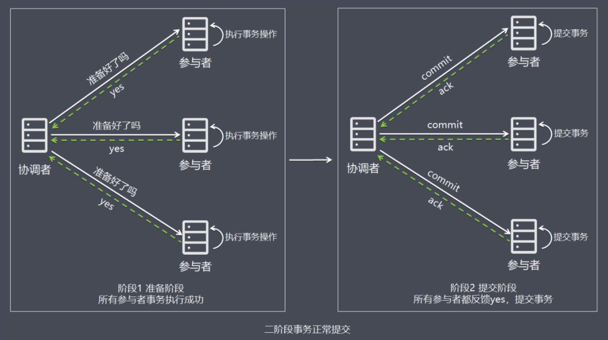 执行事务操作
参与者
准备好了吗
yes
协调者
准备好了吗
yes
执行事务操作
参与者
准备好了吗
yes
执行事务操作
参与者
阶段1 准备阶段
所有参与者事务执行成功
提交事务
参与者
commit
ack
协调者
commit
ack
提交事务
参与者
commit
ack
提交事务
参与者
阶段2 提交阶段
所有参与者都反馈yes，提交事务
二阶段事务正常提交